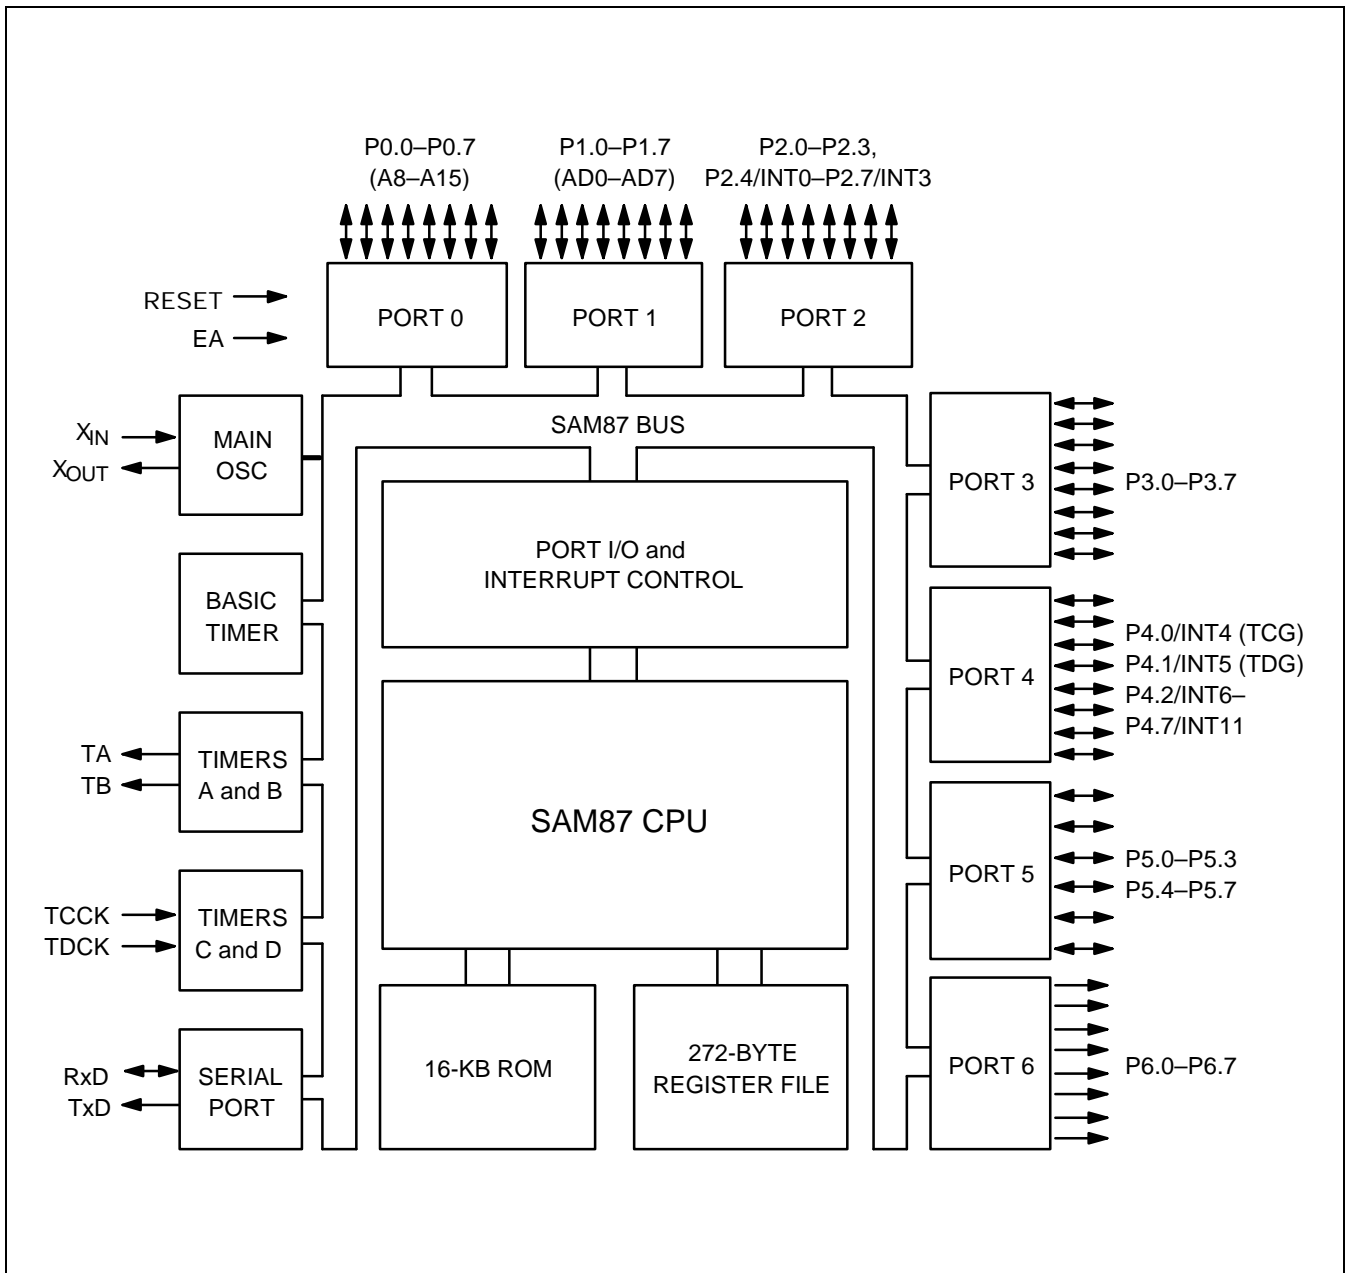 P0.0–P0.7
(A8–A15)
P1.0–P1.7
(AD0–AD7)
P2.0–P2.3,
P2.4/INT0–P2.7/INT3
RESET
EA
PORT 0
PORT 1
PORT 2
XIN
XOUT
MAIN
OSC
SAM87 BUS
PORT 3
P3.0–P3.7
PORT I/O and
INTERRUPT CONTROL
BASIC
TIMER
PORT 4
P4.0/INT4 (TCG)
P4.1/INT5 (TDG)
P4.2/INT6–
P4.7/INT11
TA
TB
TIMERS
A and B
SAM87 CPU
PORT 5
P5.0–P5.3
P5.4–P5.7
TCCK
TDCK
TIMERS
C and D
RxD
TxD
SERIAL
PORT
16-KB ROM
272-BYTE
REGISTER FILE
PORT 6
P6.0–P6.7